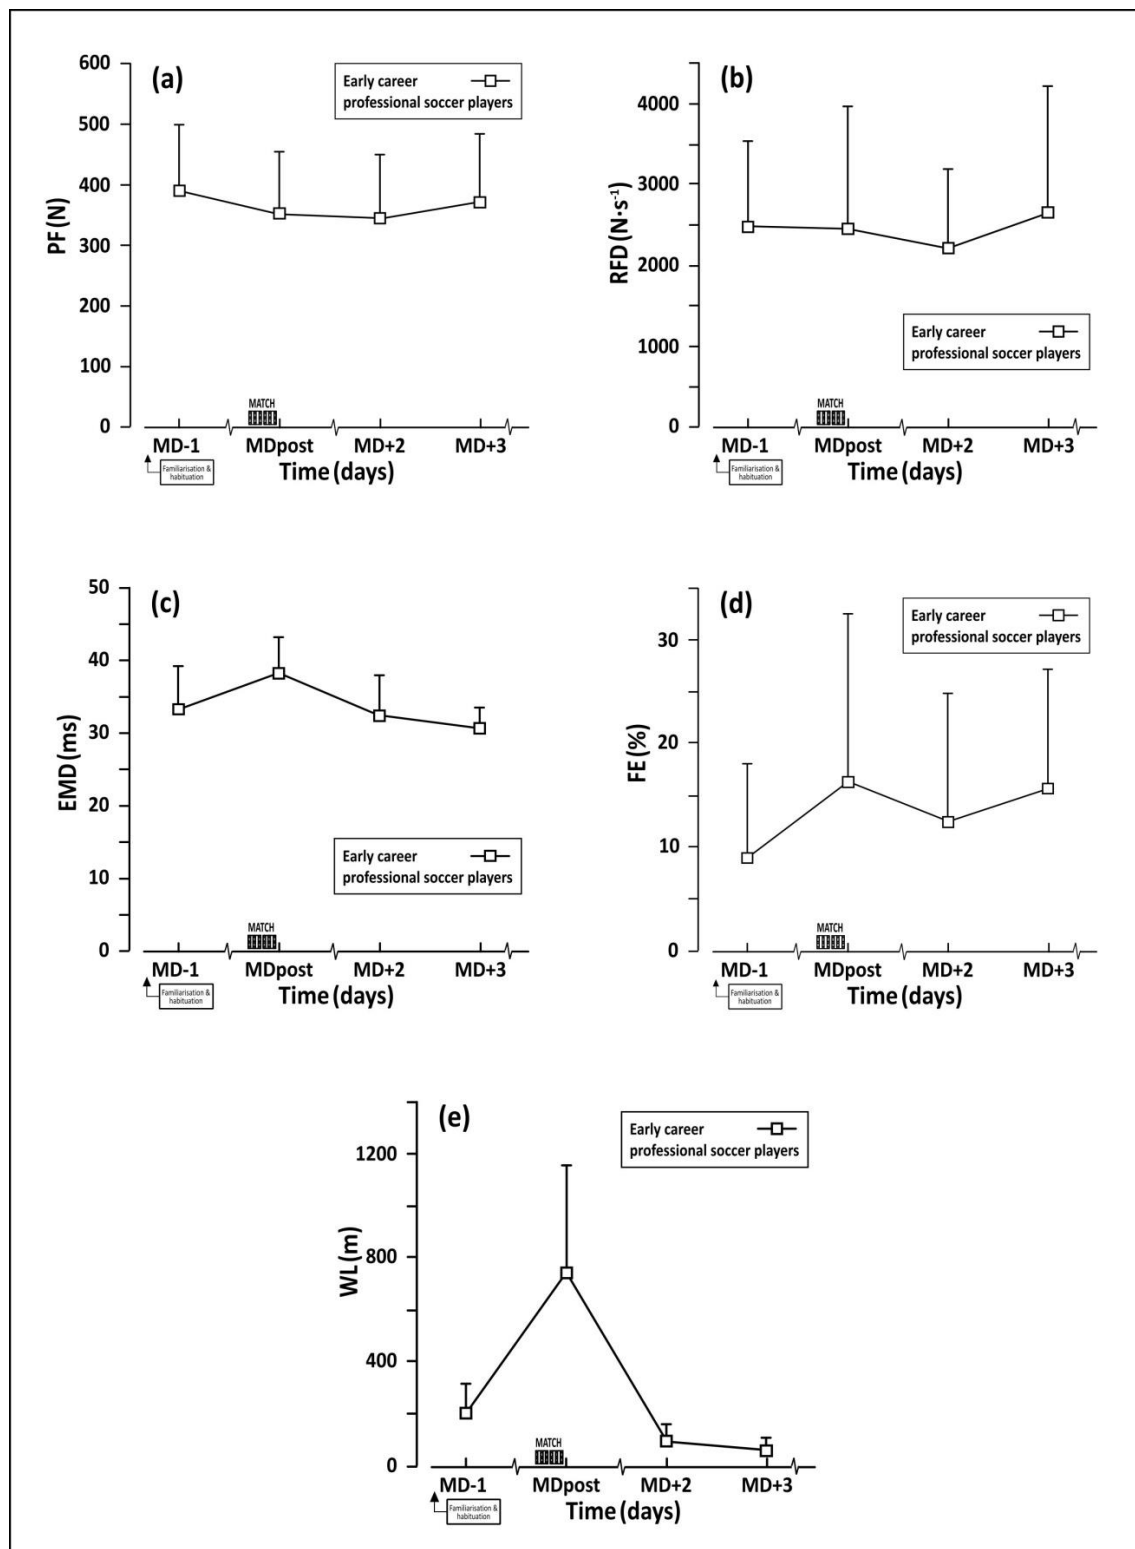 (a)
Early career
professional soccer players
600
500
400
300
200
100
0
PF (N)
MATCH
MD-1
MDpost
MD+2
MD+3
Familiarisation &
habituation
Time (days)
(b)
4000
3000
2000
1000
0
RFD (N·s⁻¹)
Early career
professional soccer players
MATCH
MD-1
MDpost
MD+2
MD+3
Familiarisation &
habituation
Time (days)
(c)
50
40
30
20
10
0
EMD (ms)
Early career
professional soccer players
MATCH
MD-1
MDpost
MD+2
MD+3
Familiarisation &
habituation
Time (days)
(d)
Early career
professional soccer players
30
20
10
0
FE (%)
MATCH
MD-1
MDpost
MD+2
MD+3
Familiarisation &
habituation
Time (days)
(e)
Early career
professional soccer players
1200
800
400
0
WL (m)
MATCH
MD-1
MDpost
MD+2
MD+3
Familiarisation &
habituation
Time (days)